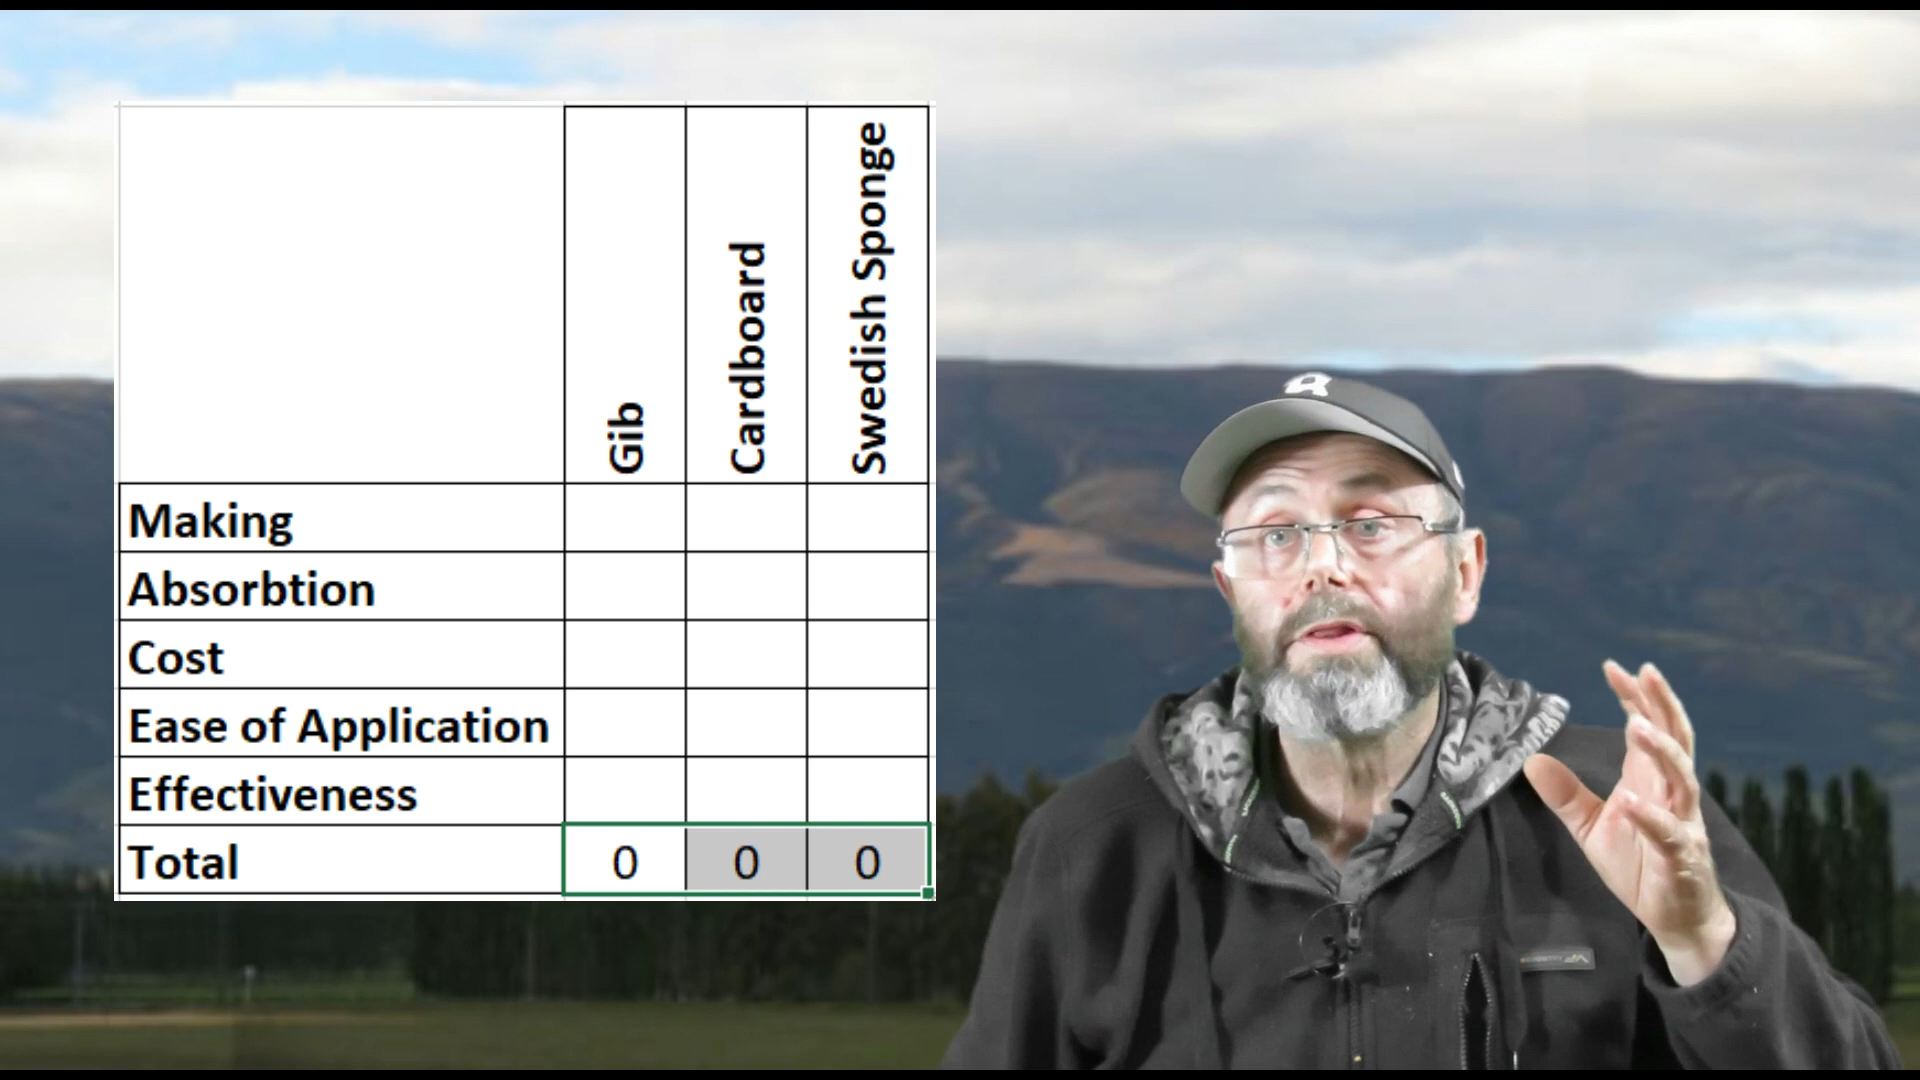 Gib
Cardboard
Swedish Sponge
Making
Absorbtion
Cost
Ease of Application
Effectiveness
Total 0 0 0